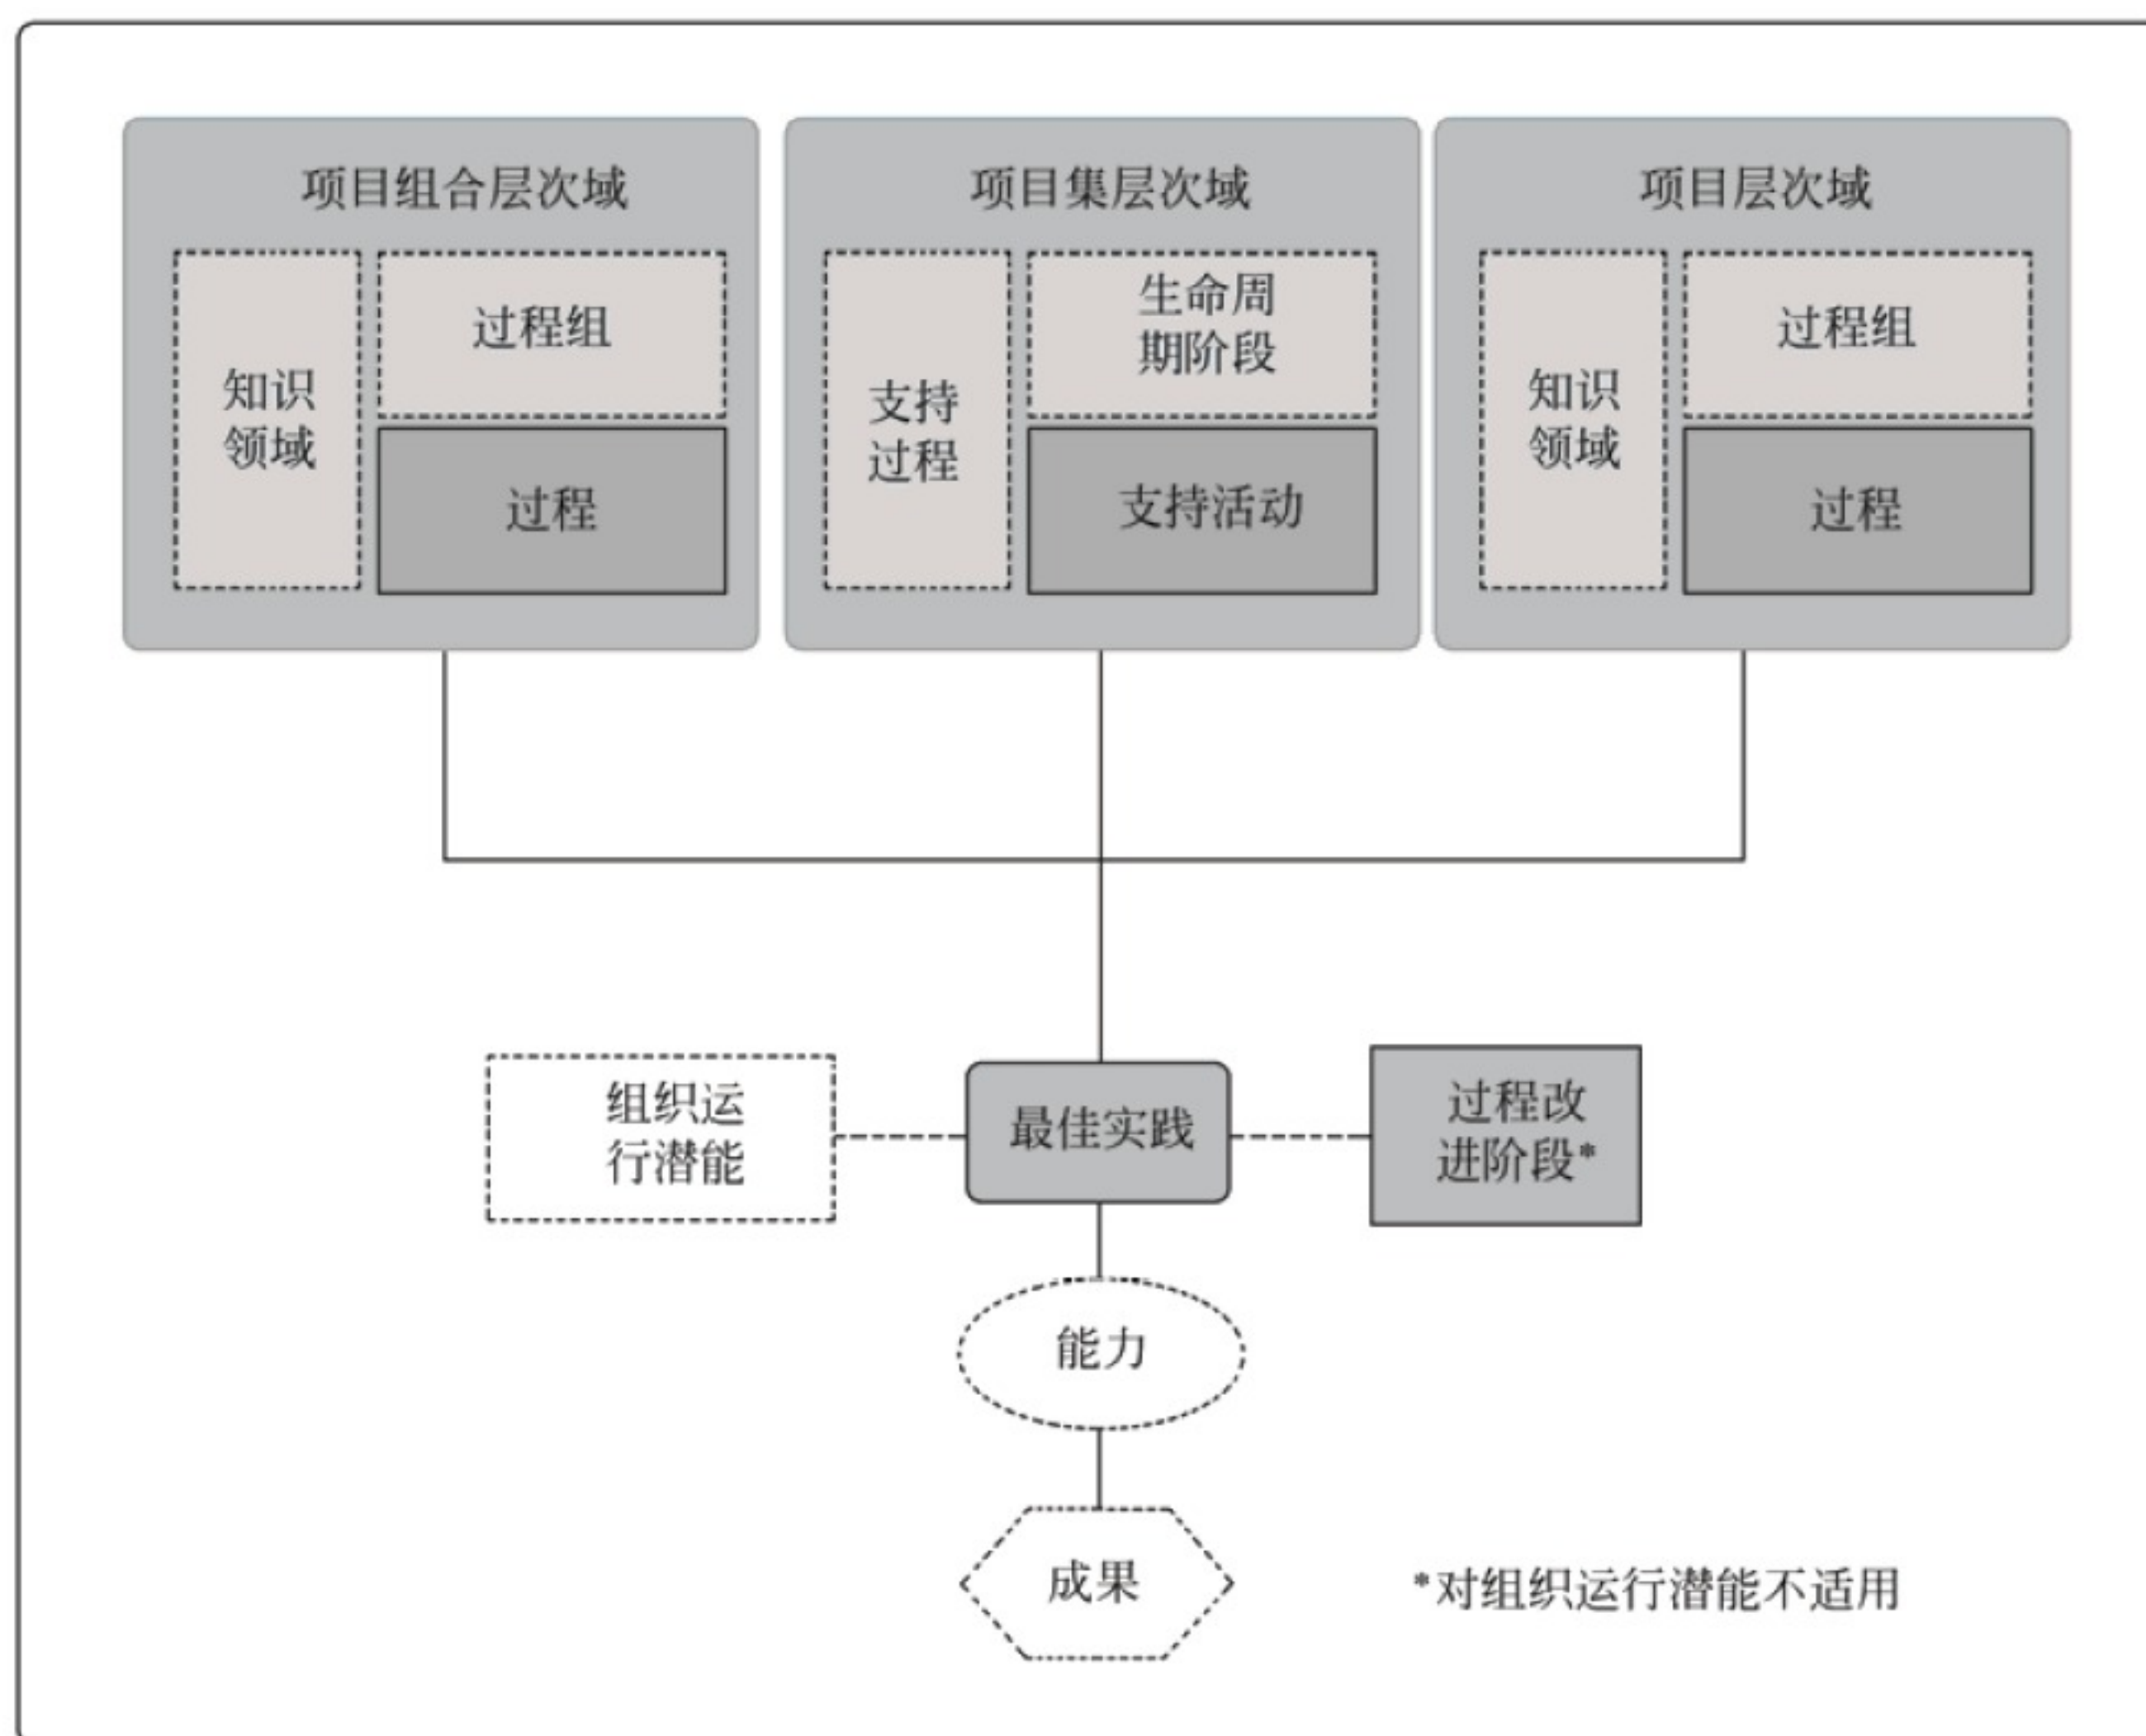 项目组合层次域
知识
领域
过程组
过程
项目集层次域
支持
过程
生命周
期阶段
支持活动
项目层次域
知识
领域
过程组
过程
组织运
行潜能
最佳实践
过程改
进阶段*
能力
成果
*对组织运行潜能不适用